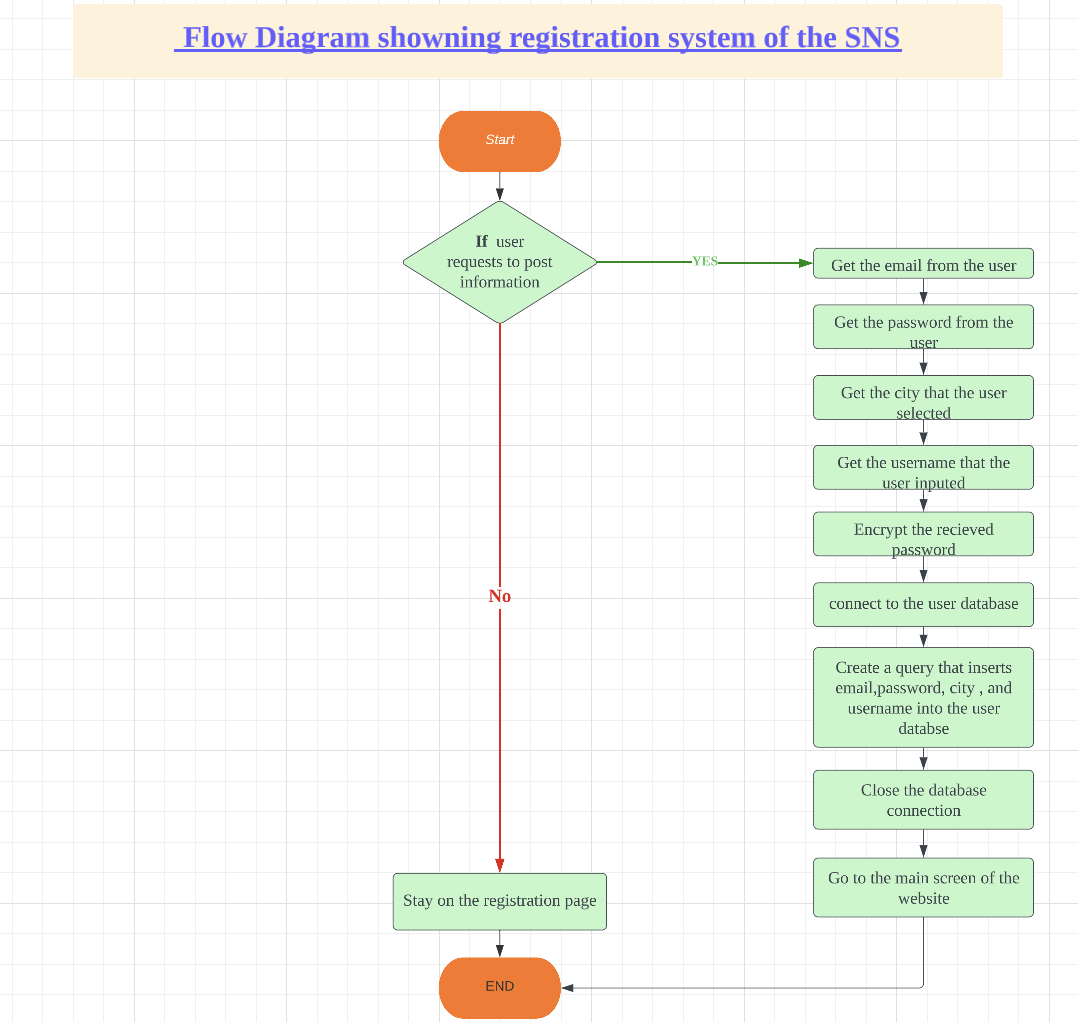 Flow Diagram showning registration system of the SNS
Start
If user
requests to post
information
YES
Get the email from the user
Get the password from the
user
Get the city that the user
selected
Get the username that the
user inputed
Encrypt the recieved
password
connect to the user database
Create a query that inserts
email,password, city , and
username into the user
databse
Close the database
connection
Go to the main screen of the
website
No
Stay on the registration page
END